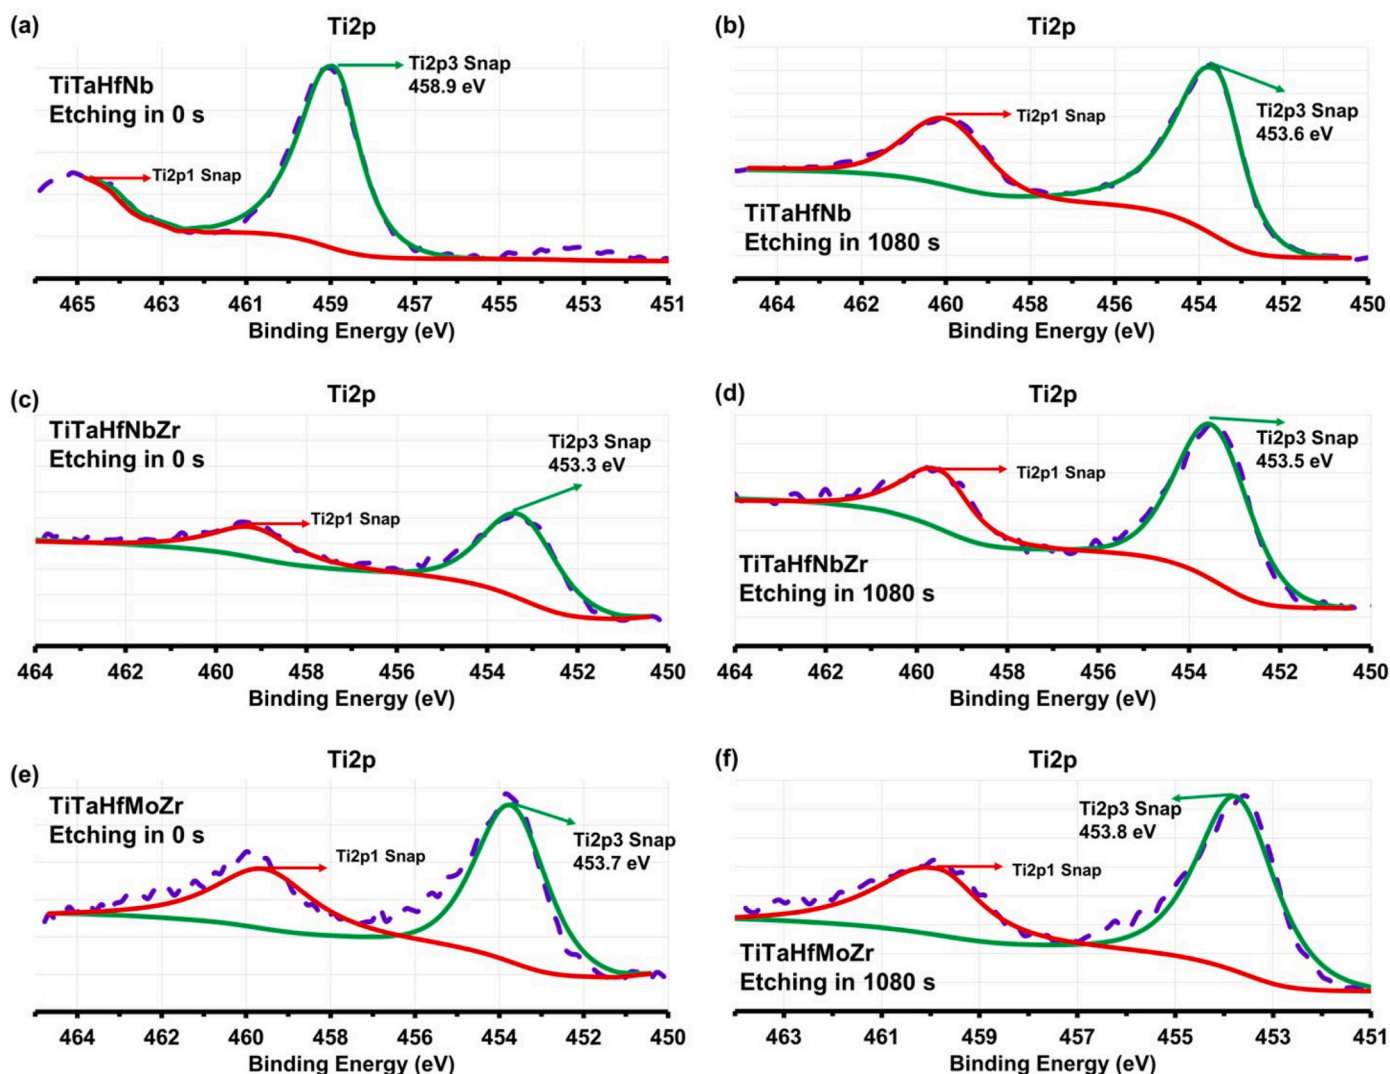 (a)
Ti2p
TiTaHfNb
Etching in 0 s
Ti2p3 Snap
458.9 eV
Ti2p1 Snap
465 463 461 459 457 455 453 451
Binding Energy (eV)
(b)
Ti2p
Ti2p1 Snap
Ti2p3 Snap
453.6 eV
TiTaHfNb
Etching in 1080 s
464 462 460 458 456 454 452 450
Binding Energy (eV)
(c)
Ti2p
TiTaHfNbZr
Etching in 0 s
Ti2p3 Snap
453.3 eV
Ti2p1 Snap
464 462 460 458 456 454 452 450
Binding Energy (eV)
(d)
Ti2p
Ti2p3 Snap
453.5 eV
Ti2p1 Snap
TiTaHfNbZr
Etching in 1080 s
464 462 460 458 456 454 452 450
Binding Energy (eV)
(e)
Ti2p
TiTaHfMoZr
Etching in 0 s
Ti2p3 Snap
453.7 eV
Ti2p1 Snap
464 462 460 458 456 454 452 450
Binding Energy (eV)
(f)
Ti2p
Ti2p3 Snap
453.8 eV
Ti2p1 Snap
TiTaHfMoZr
Etching in 1080 s
463 461 459 457 455 453 451
Binding Energy (eV)